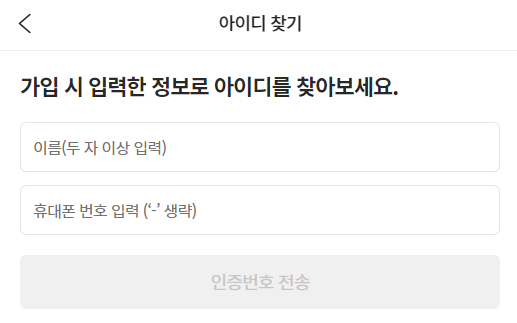 아이디 찾기
가입 시 입력한 정보로 아이디를 찾아보세요.
이름(두 자 이상 입력)
휴대폰 번호 입력 (‘-’ 생략)
인증번호 전송